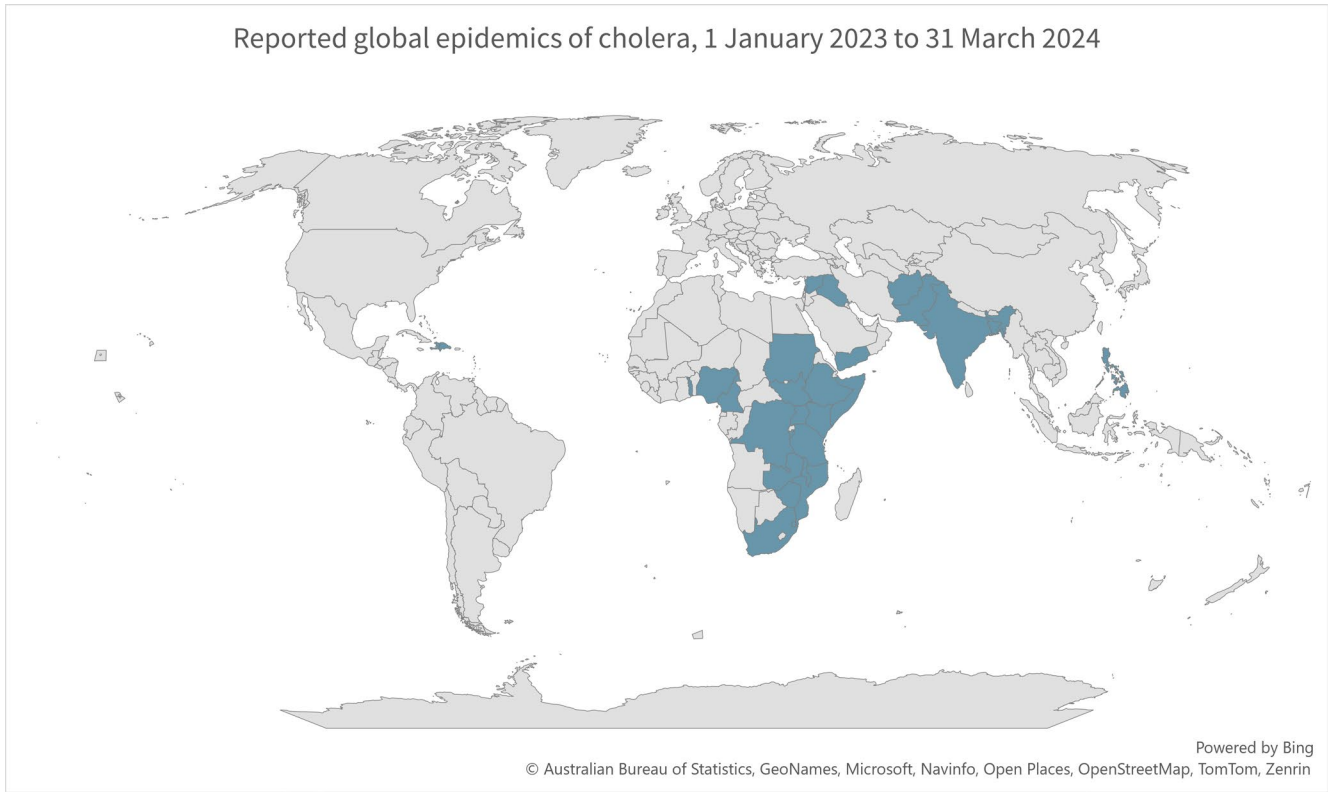 Reported global epidemics of cholera, 1 January 2023 to 31 March 2024
Powered by Bing
© Australian Bureau of Statistics, GeoNames, Microsoft, Navinfo, Open Places, OpenStreetMap, TomTom, Zenrin